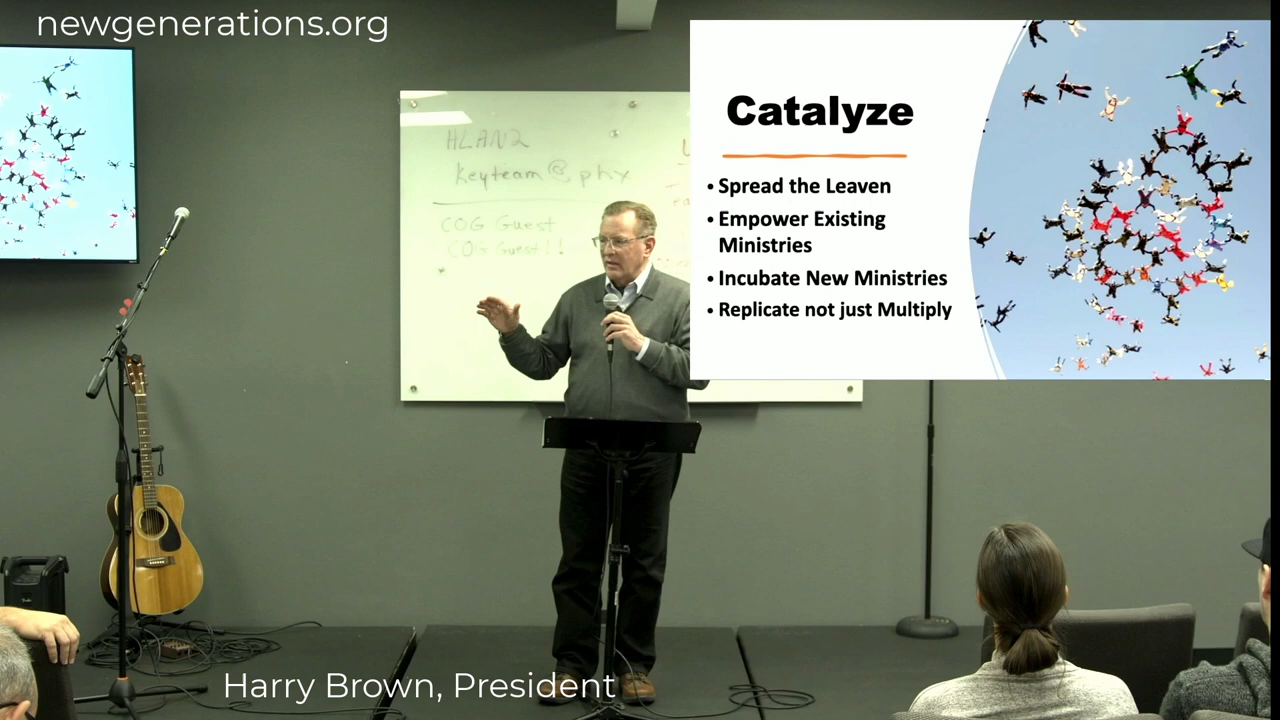 newgenerations.org
HLAN2
Keyteam@phx
COG Guest
COG Guest!!
Catalyze
• Spread the Leaven
• Empower Existing
Ministries
• Incubate New Ministries
• Replicate not just Multiply
Harry Brown, President